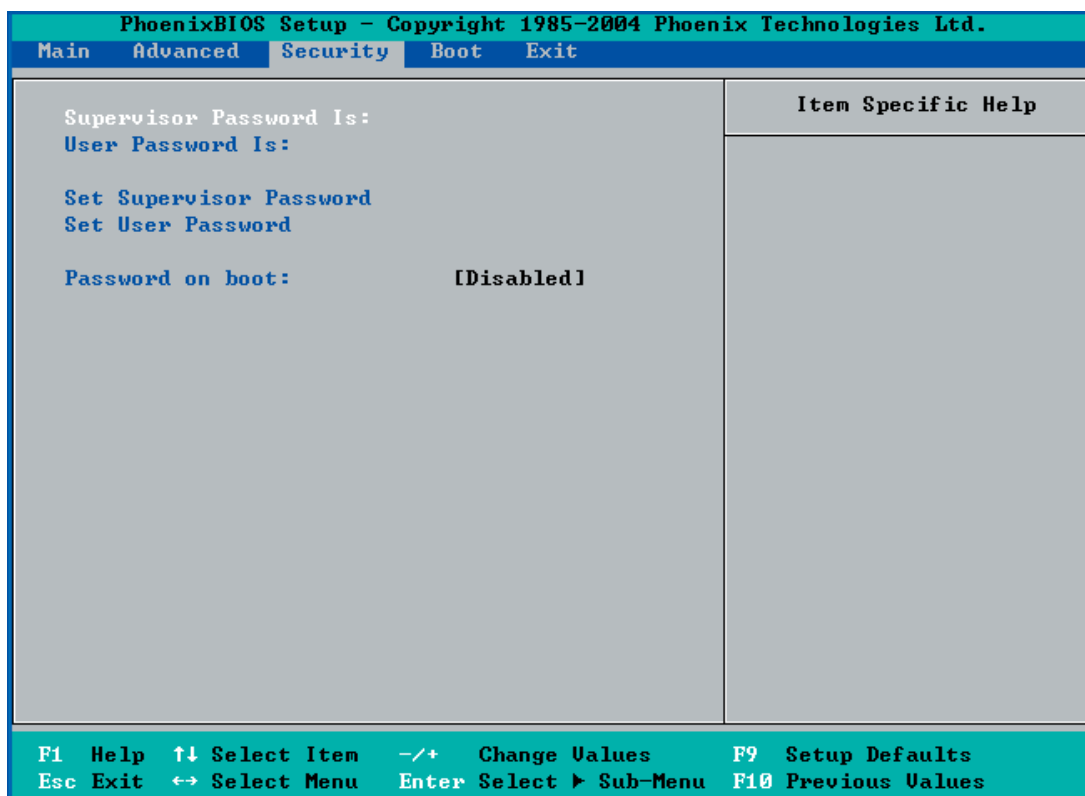 PhoenixBIOS Setup - Copyright 1985-2004 Phoenix Technologies Ltd.
Main Advanced Security Boot Exit
Item Specific Help
Supervisor Password Is:
User Password Is:
Set Supervisor Password
Set User Password
Password on boot: [Disabled]
F1 Help ↑↓ Select Item -/+ Change Values F9 Setup Defaults
Esc Exit ←→ Select Menu Enter Select ▶ Sub-Menu F10 Previous Values